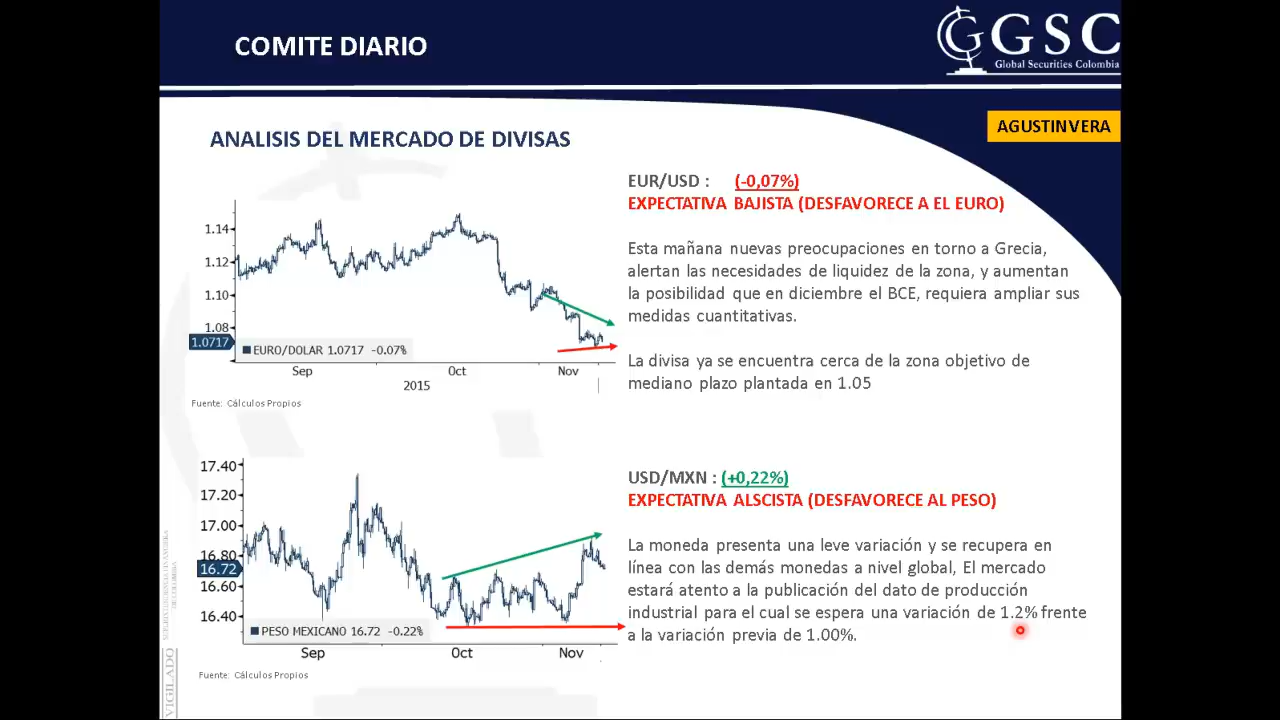 COMITE DIARIO
GGSC
Global Securities Colombia
AGUSTINVERA
ANALISIS DEL MERCADO DE DIVISAS
EUR/USD : (-0,07%)
EXPECTATIVA BAJISTA (DESFAVORECE A EL EURO)
Esta mañana nuevas preocupaciones en torno a Grecia,
alertan las necesidades de liquidez de la zona, y aumentan
la posibilidad que en diciembre el BCE, requiera ampliar sus
medidas cuantitativas.
La divisa ya se encuentra cerca de la zona objetivo de
mediano plazo plantada en 1.05
1.14
1.12
1.10
1.08
1.0717
EURO/DOLAR 1.0717 -0.07%
Sep Oct Nov
2015
Fuente: Cálculos Propios
USD/MXN : (+0,22%)
EXPECTATIVA ALSCISTA (DESFAVORECE AL PESO)
La moneda presenta una leve variación y se recupera en
línea con las demás monedas a nivel global, El mercado
estará atento a la publicación del dato de producción
industrial para el cual se espera una variación de 1.2% frente
a la variación previa de 1.00%.
17.40
17.20
17.00
16.80
16.72
16.60
16.40
PESO MEXICANO 16.72 -0.22%
Sep Oct Nov
Fuente: Cálculos Propios
VIGILADO